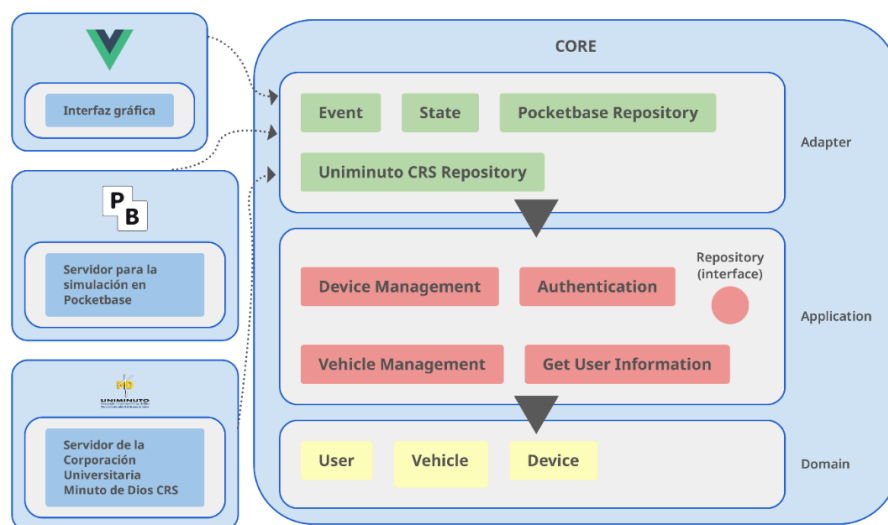 CORE
Interfaz gráfica
Event
State
Pocketbase Repository
Adapter
Uniminuto CRS Repository
P
B
Servidor para la
simulación en
Pocketbase
Repository
(interface)
Device Management
Authentication
Application
Vehicle Management
Get User Information
UNIMINUTO
Servidor de la
Corporación
Universitaria
Minuto de Dios CRS
User
Vehicle
Device
Domain